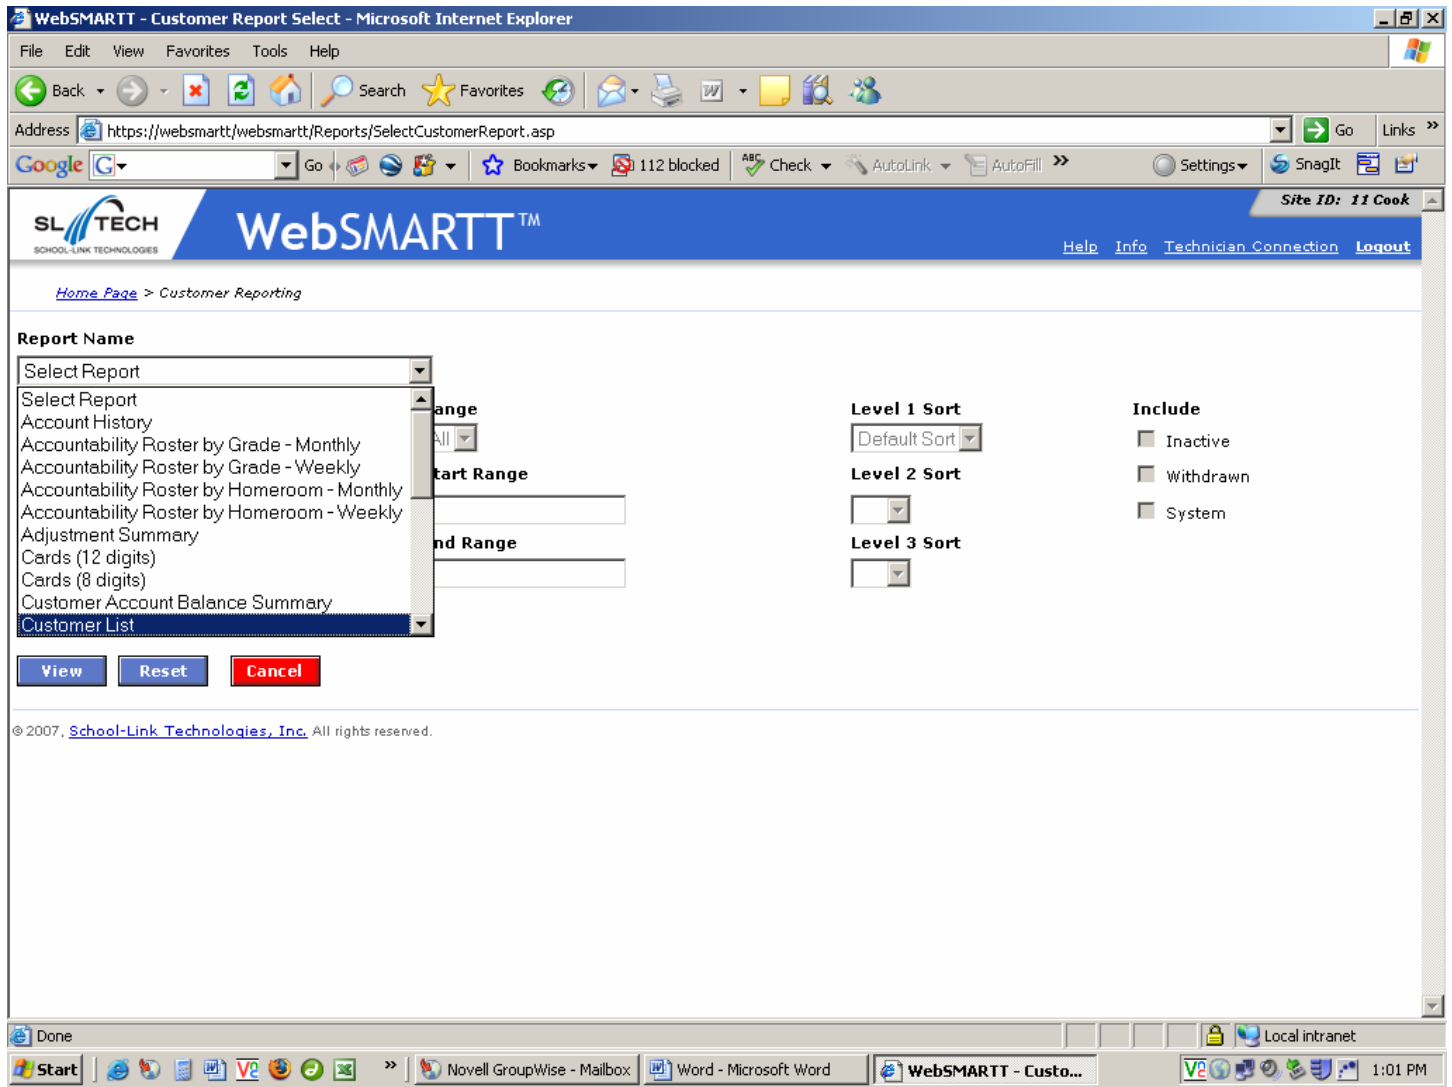 WebSMARTT - Customer Report Select - Microsoft Internet Explorer
File Edit View Favorites Tools Help
Back Search Favorites
Address https://websmartt/websmartt/Reports/SelectCustomerReport.asp Go Links »
Google G Go Bookmarks 112 blocked ABC Check AutoLink AutoFill » Settings SnagIt
Site ID: 11 Cook
SL TECH
SCHOOL-LINK TECHNOLOGIES
WebSMARTT™
Help Info Technician Connection Logout
Home Page > Customer Reporting
Report Name
Select Report
Select Report
Account History
Accountability Roster by Grade - Monthly
Accountability Roster by Grade - Weekly
Accountability Roster by Homeroom - Monthly
Accountability Roster by Homeroom - Weekly
Adjustment Summary
Cards (12 digits)
Cards (8 digits)
Customer Account Balance Summary
Customer List
ange
All
tart Range
nd Range
Level 1 Sort
Default Sort
Level 2 Sort
Level 3 Sort
Include
Inactive
Withdrawn
System
View Reset Cancel
© 2007, School-Link Technologies, Inc. All rights reserved.
Done Local intranet
Start » Novell GroupWise - Mailbox Word - Microsoft Word WebSMARTT - Custo... 1:01 PM